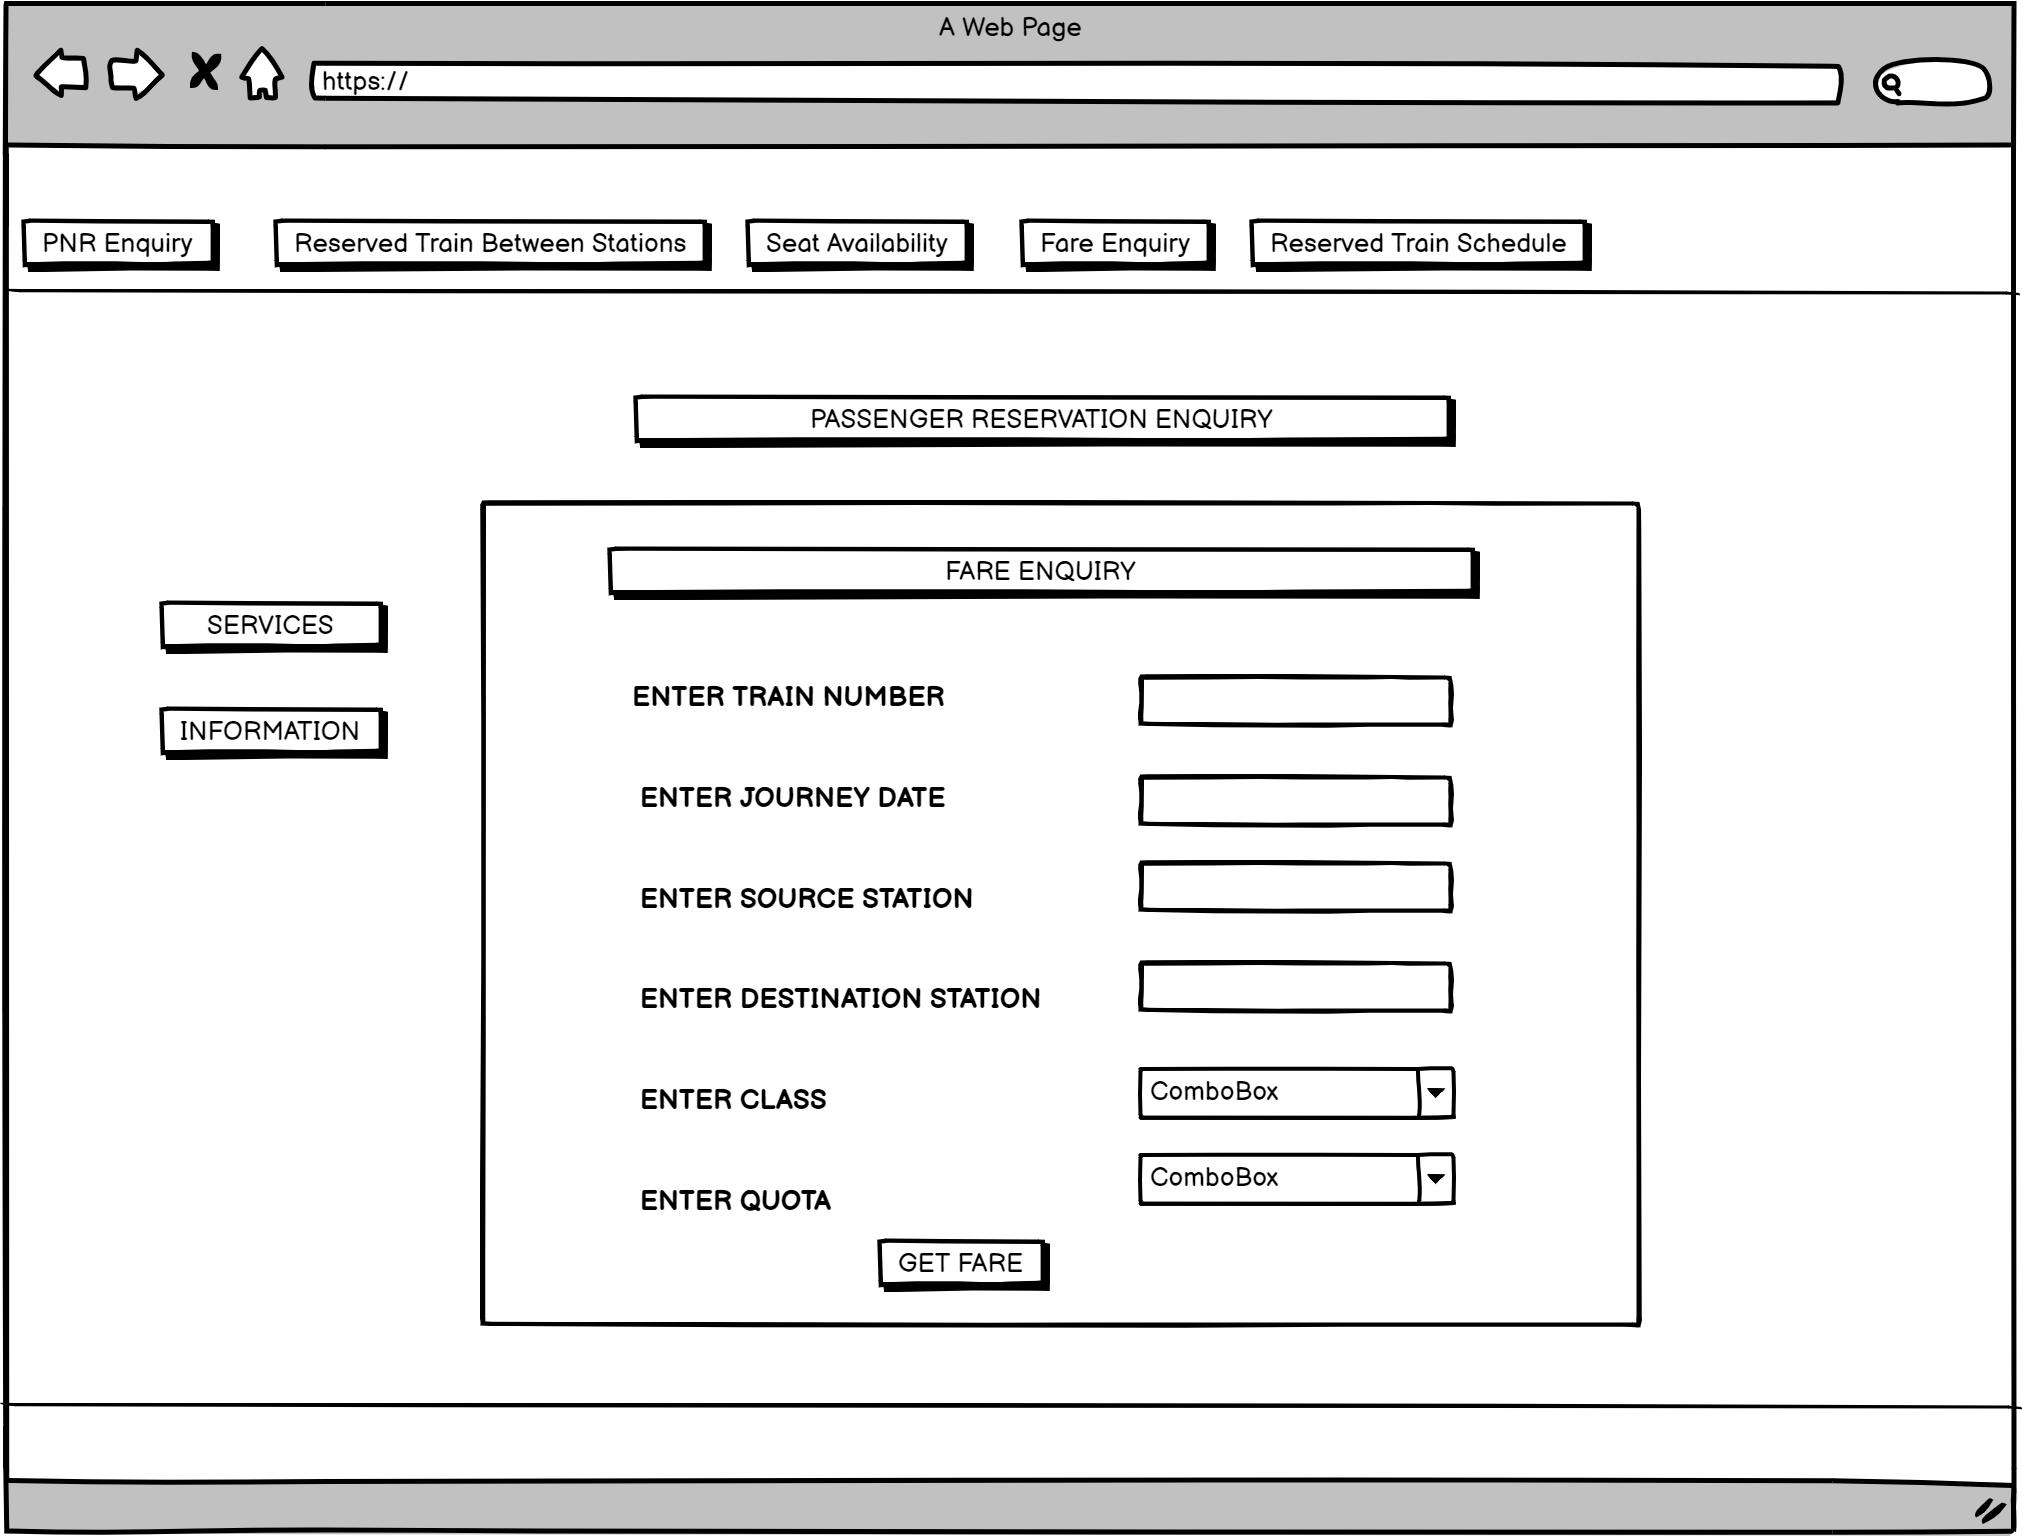 A Web Page
https://
PNR Enquiry
Reserved Train Between Stations
Seat Availability
Fare Enquiry
Reserved Train Schedule
PASSENGER RESERVATION ENQUIRY
FARE ENQUIRY
SERVICES
INFORMATION
ENTER TRAIN NUMBER
ENTER JOURNEY DATE
ENTER SOURCE STATION
ENTER DESTINATION STATION
ENTER CLASS
ComboBox
ENTER QUOTA
ComboBox
GET FARE